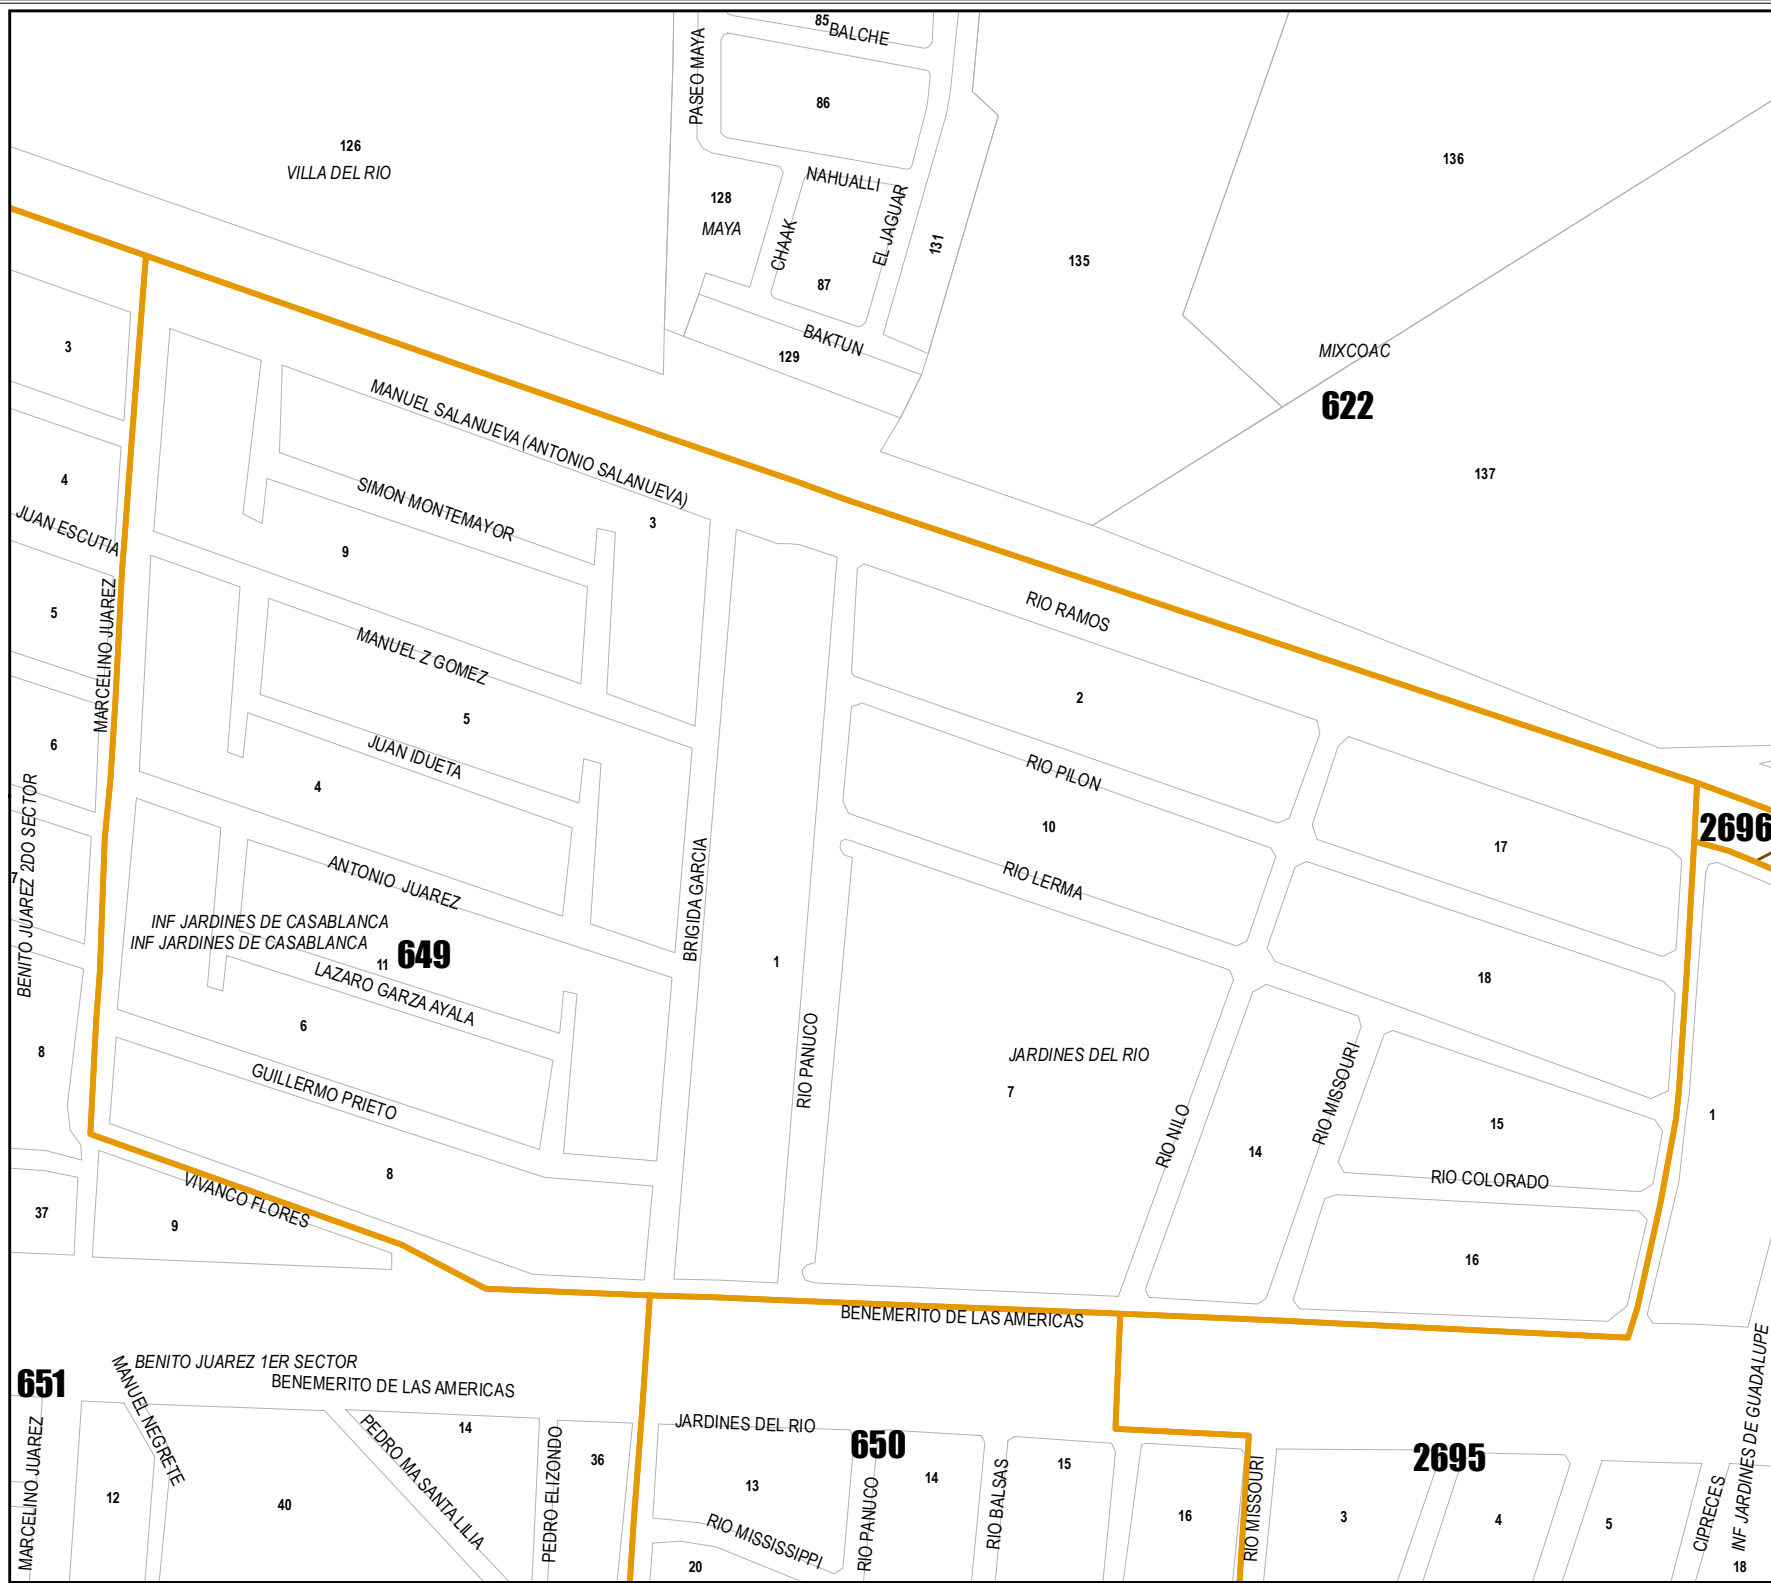 85
BALCHE
PASEO MAYA
86
126
VILLA DEL RIO
136
NAHUALLI
128
MAYA
CHAAK
EL JAGUAR
131
135
87
BAKTUN
129
3
MIXCOAC
622
MANUEL SALANUEVA (ANTONIO SALANUEVA)
137
4
SIMON MONTEMAYOR
3
JUAN ESCUTIA
9
RIO RAMOS
5
MARCELINO JUAREZ
MANUEL Z GOMEZ
2
5
6
JUAN IDUETA
RIO PILON
4
10
17
2696
BENITO JUAREZ 2DO SECTOR
7
ANTONIO JUAREZ
BRIGIDA GARCIA
RIO LERMA
INF JARDINES DE CASABLANCA
INF JARDINES DE CASABLANCA
649
11
1
18
LAZARO GARZA AYALA
6
8
RIO PANUCO
JARDINES DEL RIO
7
RIO MISSOURI
GUILLERMO PRIETO
RIO NILO
15
1
14
8
RIO COLORADO
VIVANCO FLORES
37
9
16
BENEMERITO DE LAS AMERICAS
BENITO JUAREZ 1ER SECTOR
651
BENEMERITO DE LAS AMERICAS
MANUEL NEGRETE
INF JARDINES DE GUADALUPE
MARCELINO JUAREZ
PEDRO MA SANTA LILIA
14
JARDINES DEL RIO
650
2695
PEDRO ELIZONDO
36
13
RIO PANUCO
14
RIO BALSAS
15
RIO MISSOURI
12
40
16
3
4
5
CIPRECES
RIO MISSISSIPPI
20
18